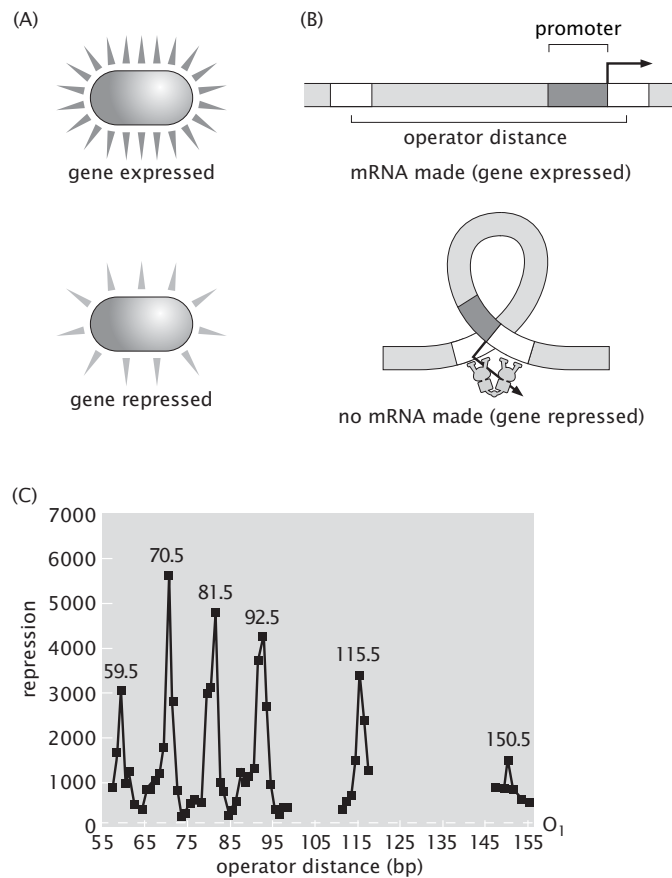 (A)
gene expressed
gene repressed
(B)
promoter
operator distance
mRNA made (gene expressed)
no mRNA made (gene repressed)
(C)
7000
6000
5000
4000
3000
2000
1000
0
repression
59.5
70.5
81.5
92.5
115.5
150.5
O1
55 65 75 85 95 105 115 125 135 145 155
operator distance (bp)